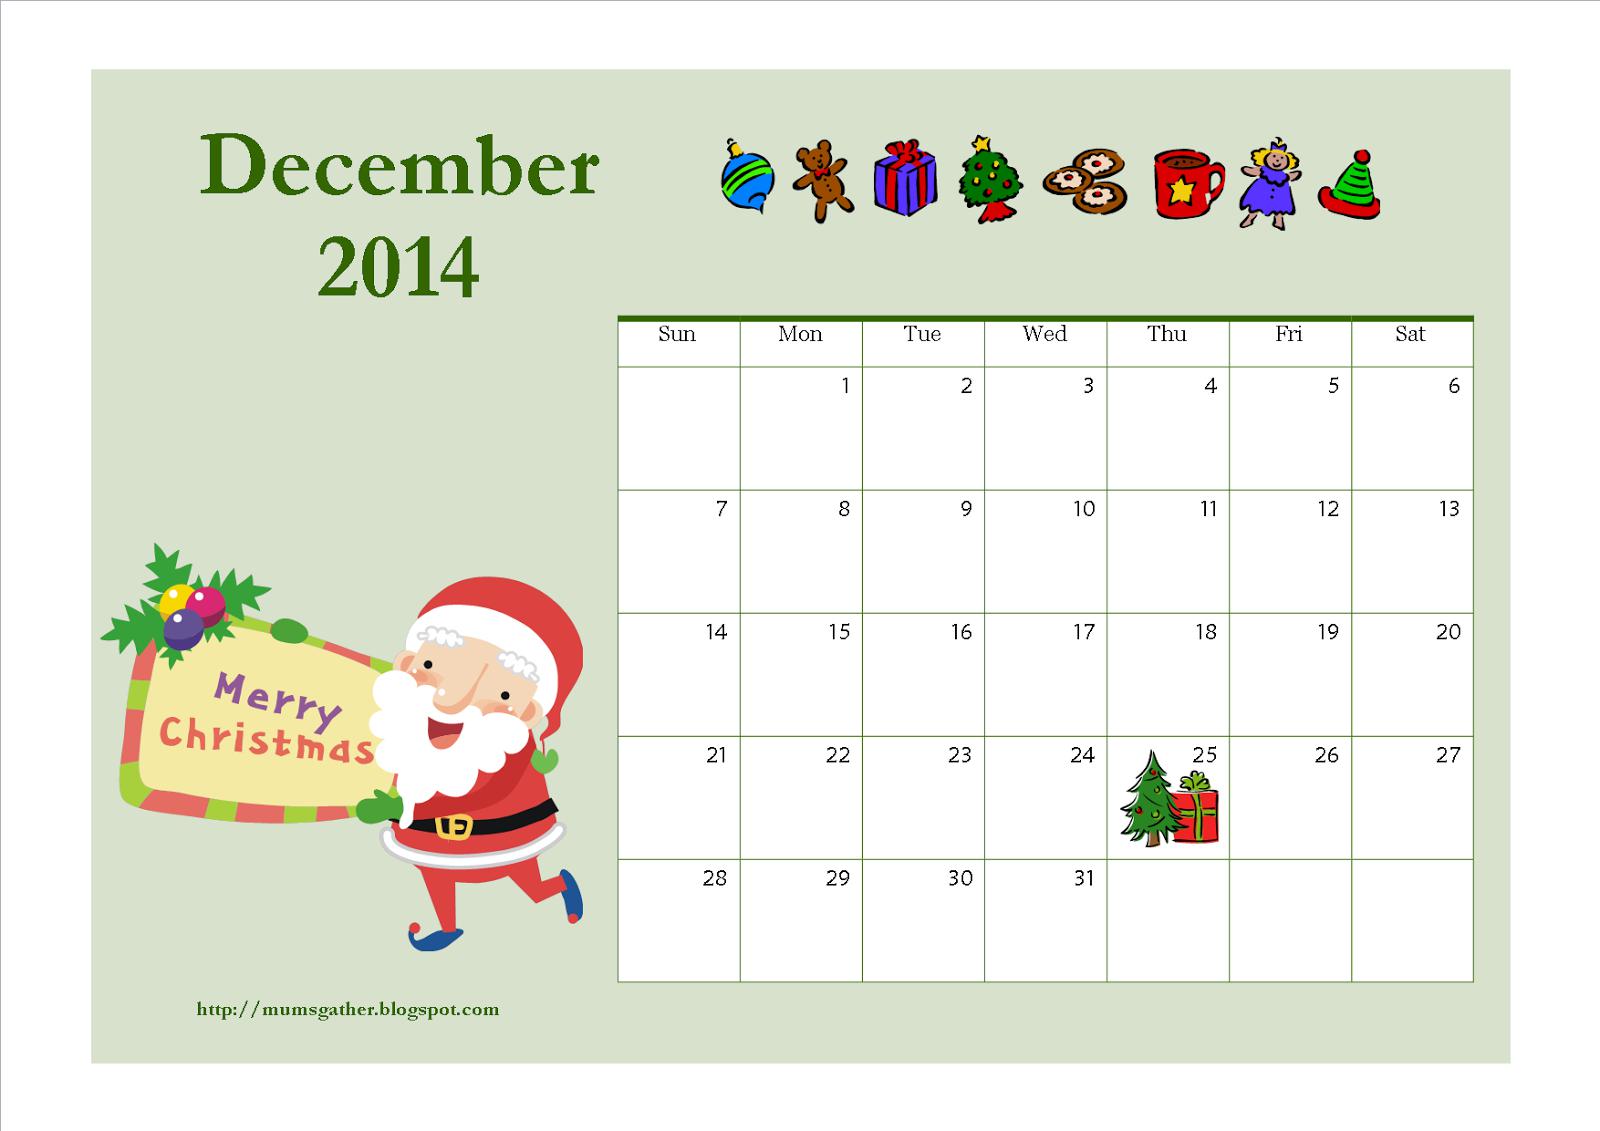 December
2014
Sun Mon Tue Wed Thu Fri Sat
1 2 3 4 5 6
7 8 9 10 11 12 13
14 15 16 17 18 19 20
21 22 23 24 25 26 27
28 29 30 31
Merry
Christmas
http://mumsgather.blogspot.com